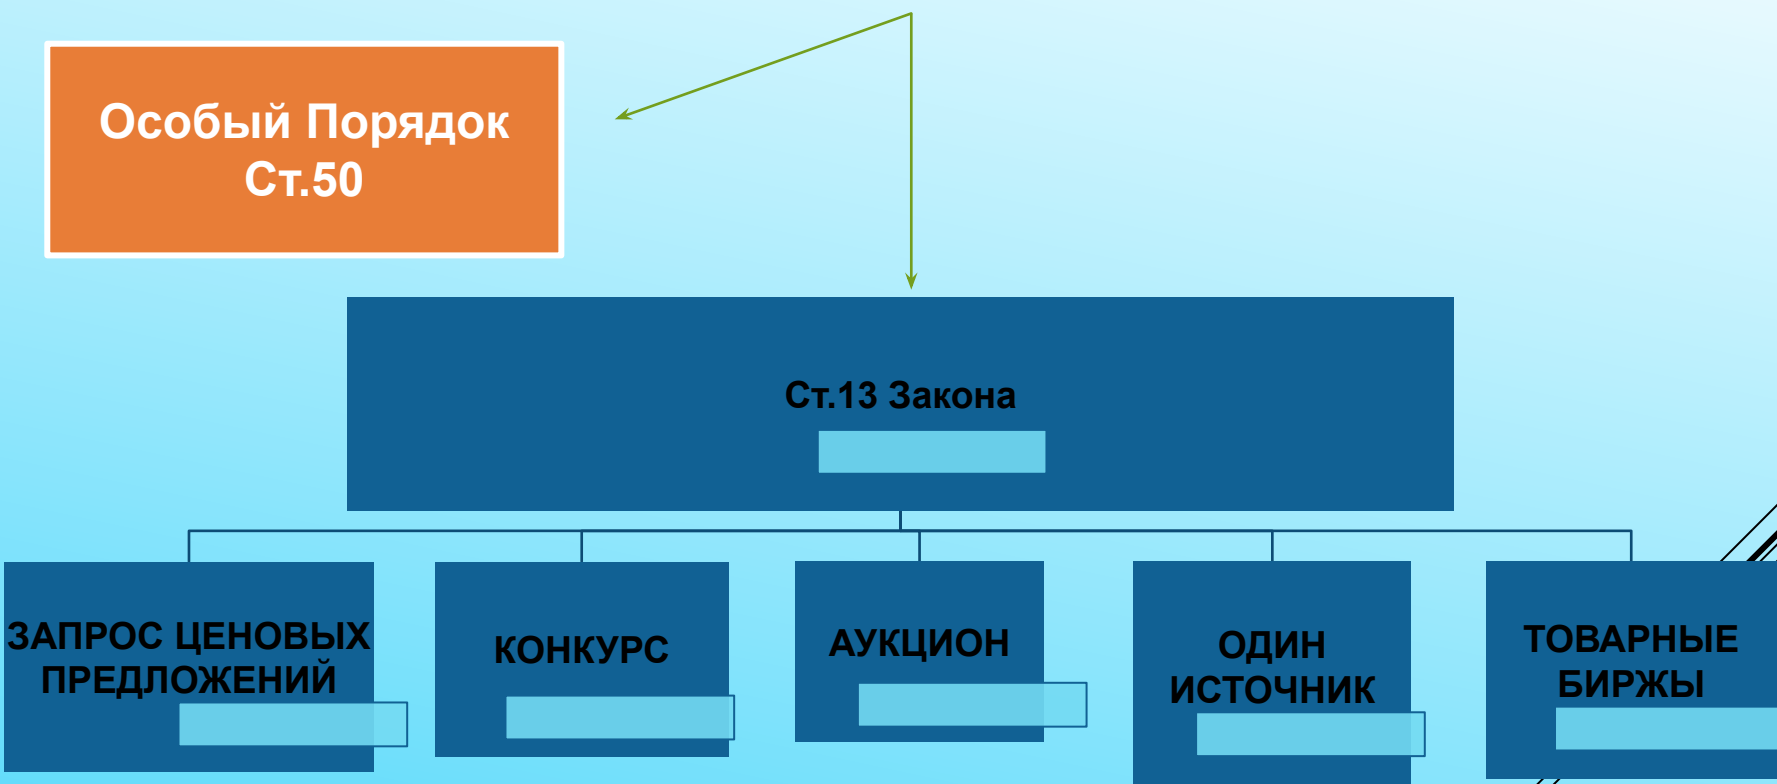 Особый Порядок
Ст.50
Ст.13 Закона
ЗАПРОС ЦЕНОВЫХ
ПРЕДЛОЖЕНИЙ
КОНКУРС
АУКЦИОН
ОДИН
ИСТОЧНИК
ТОВАРНЫЕ
БИРЖЫ